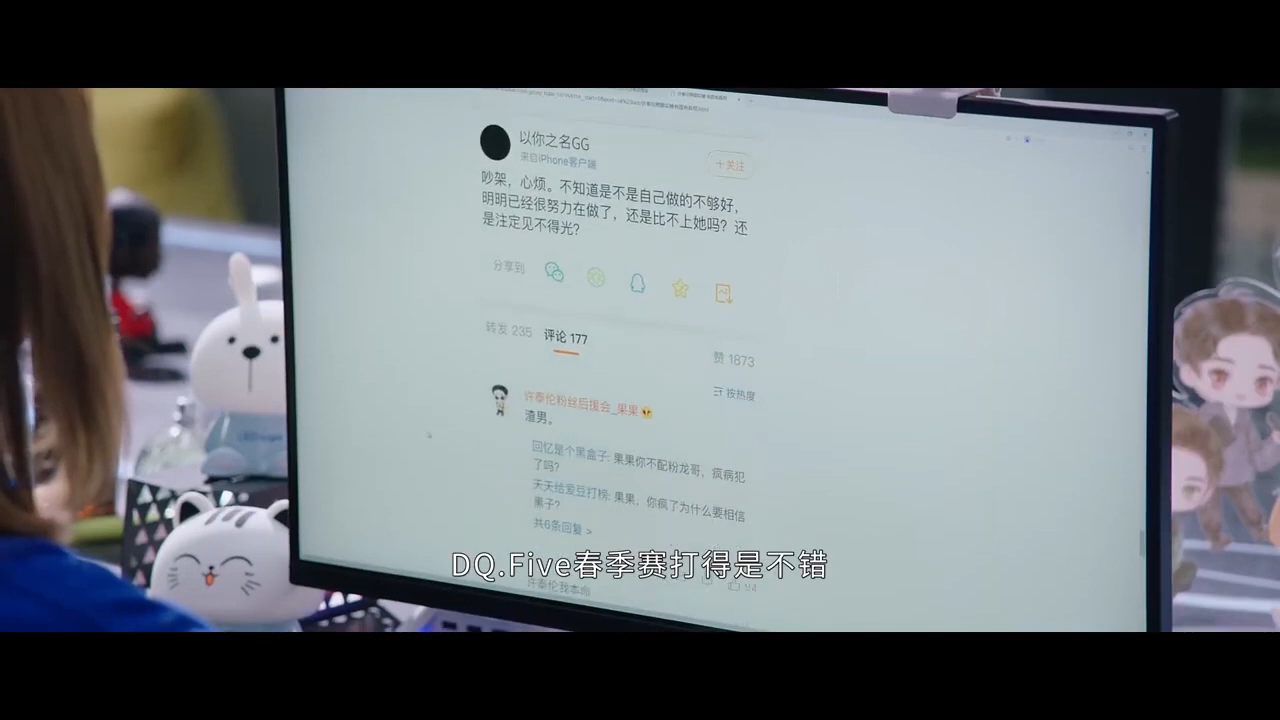 以你之名GG
来自iPhone客户端
＋关注
吵架，心烦。不知道是不是自己做的不够好，
明明已经很努力在做了，还是比不上她吗？还
是注定见不得光？
分享到
转发 235 评论 177
赞 1873
按热度
许泰伦粉丝后援会_果果
渣男。
回忆是个黑盒子: 果果你不配粉龙哥，疯病犯
了吗？
天天给爱豆打榜: 果果，你疯了为什么要相信
黑子？
共6条回复 >
DQ.Five春季赛打得是不错